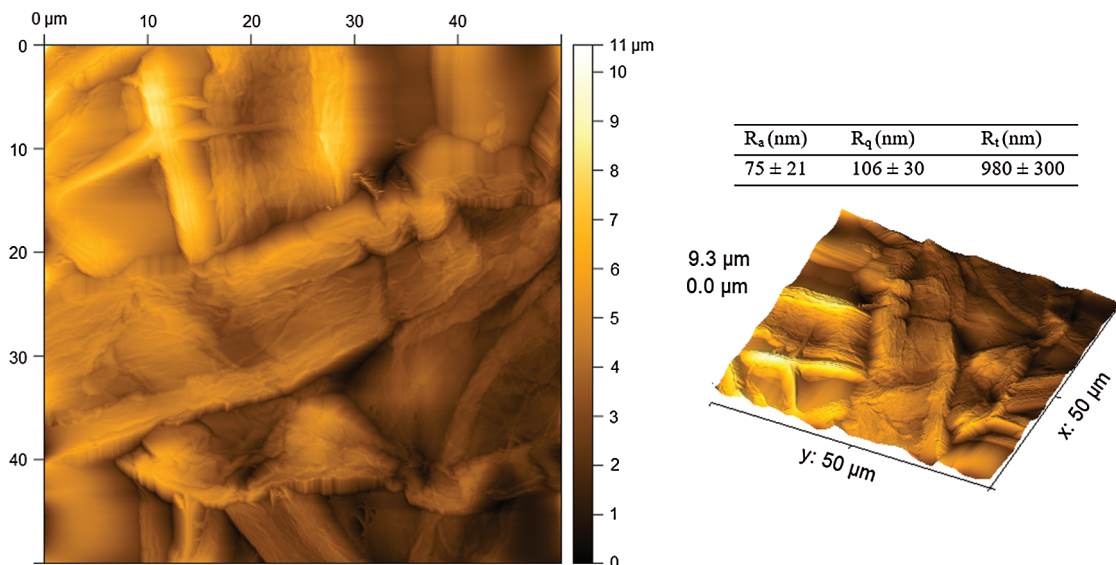 0 µm 10 20 30 40
0
10
20
30
40
11 µm
10
9
8
7
6
5
4
3
2
1
0
Rₐ (nm) R_q (nm) Rₜ (nm)
75 ± 21 106 ± 30 980 ± 300
9.3 µm
0.0 µm
x: 50 µm
y: 50 µm